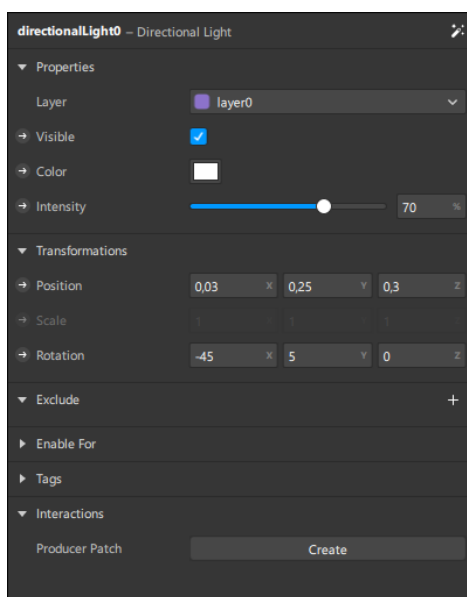 directionalLight0 – Directional Light
Properties
Layer layer0
Visible
Color
Intensity 70 %
Transformations
Position 0,03 X 0,25 Y 0,3 Z
Scale 1 X 1 Y 1 Z
Rotation -45 X 5 Y 0 Z
Exclude +
Enable For
Tags
Interactions
Producer Patch Create